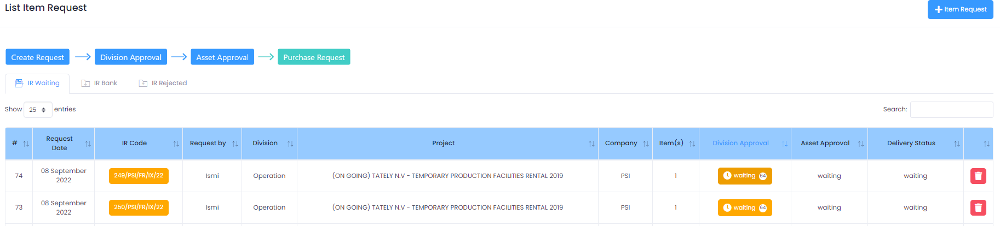 List Item Request
Item Request
Create Request
Division Approval
Asset Approval
Purchase Request
IR Waiting
IR Bank
IR Rejected
Show 25 entries
Search:
# Request Date IR Code Request by Division Project Company Item(s) Division Approval Asset Approval Delivery Status
74 08 September 2022 249/PSI/FR/IX/22 Ismi Operation (ON GOING) TATELY N.V - TEMPORARY PRODUCTION FACILITIES RENTAL 2019 PSI 1 waiting 64 waiting waiting
73 08 September 2022 250/PSI/FR/IX/22 Ismi Operation (ON GOING) TATELY N.V - TEMPORARY PRODUCTION FACILITIES RENTAL 2019 PSI 1 waiting 64 waiting waiting